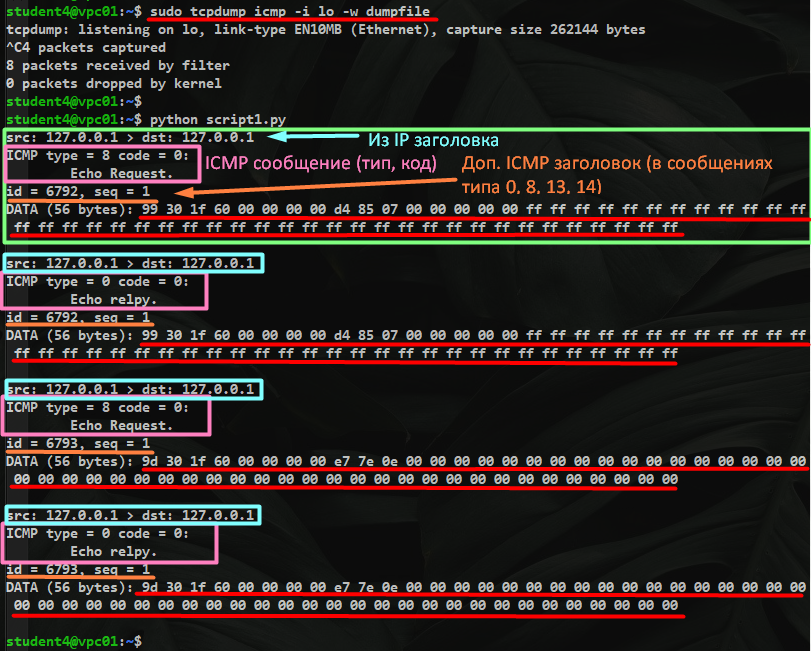 student4@vpc01:~$ sudo tcpdump icmp -i lo -w dumpfile
tcpdump: listening on lo, link-type EN10MB (Ethernet), capture size 262144 bytes
^C4 packets captured
8 packets received by filter
0 packets dropped by kernel
student4@vpc01:~$
student4@vpc01:~$ python script1.py
src: 127.0.0.1 > dst: 127.0.0.1
Из IP заголовка
ICMP type = 8 code = 0:
Echo Request.
ICMP сообщение (тип, код)
Доп. ICMP заголовок (в сообщениях
типа 0, 8, 13, 14)
id = 6792, seq = 1
DATA (56 bytes): 99 30 1f 60 00 00 00 00 d4 85 07 00 00 00 00 00 ff ff ff ff ff ff ff ff ff ff ff ff
ff ff ff ff ff ff ff ff ff ff ff ff ff ff ff ff ff ff ff ff ff ff ff ff ff ff ff ff
src: 127.0.0.1 > dst: 127.0.0.1
ICMP type = 0 code = 0:
Echo relpy.
id = 6792, seq = 1
DATA (56 bytes): 99 30 1f 60 00 00 00 00 d4 85 07 00 00 00 00 00 ff ff ff ff ff ff ff ff ff ff ff ff
ff ff ff ff ff ff ff ff ff ff ff ff ff ff ff ff ff ff ff ff ff ff ff ff ff ff ff ff
src: 127.0.0.1 > dst: 127.0.0.1
ICMP type = 8 code = 0:
Echo Request.
id = 6793, seq = 1
DATA (56 bytes): 9d 30 1f 60 00 00 00 00 e7 7e 0e 00 00 00 00 00 00 00 00 00 00 00 00 00 00 00 00 00
00 00 00 00 00 00 00 00 00 00 00 00 00 00 00 00 00 00 00 00 00 00 00 00 00 00 00 00
src: 127.0.0.1 > dst: 127.0.0.1
ICMP type = 0 code = 0:
Echo relpy.
id = 6793, seq = 1
DATA (56 bytes): 9d 30 1f 60 00 00 00 00 e7 7e 0e 00 00 00 00 00 00 00 00 00 00 00 00 00 00 00 00 00
00 00 00 00 00 00 00 00 00 00 00 00 00 00 00 00 00 00 00 00 00 00 00 00 00 00 00 00
student4@vpc01:~$